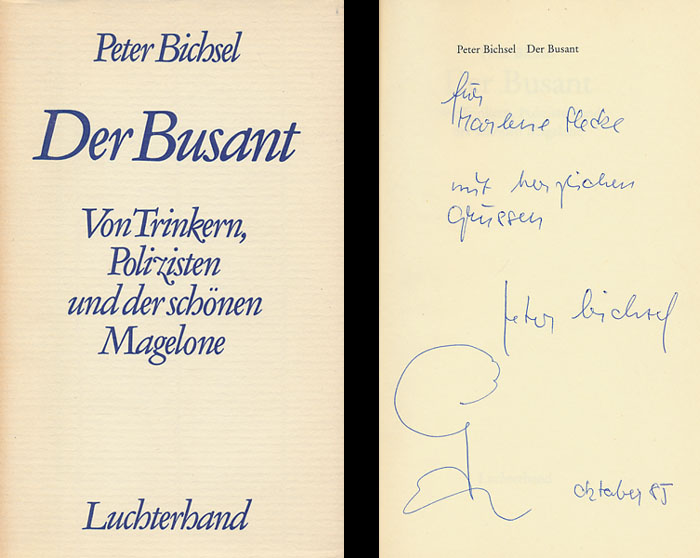 Peter Bichsel
Der Busant
Von Trinkern,
Polizisten
und der schönen
Magelone
Luchterhand
Peter Bichsel Der Busant
für
Marlene
mit herzlichen
Grüssen
Peter Bichsel
Oktober 85